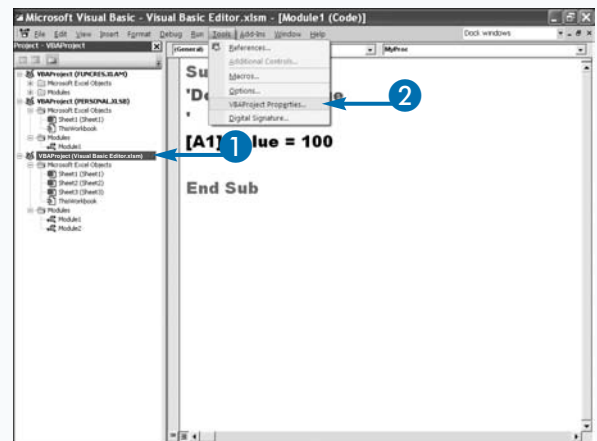 Microsoft Visual Basic - Visual Basic Editor.xlsm - [Module1 (Code)]
File Edit View Insert Format Debug Run Tools Add-Ins Window Help
Dock windows
Project - VBAProject
(General)
MyProc
VBAProject (FUNCRES.XLAM)
Microsoft Excel Objects
Modules
VBAProject (PERSONAL.XLSB)
Microsoft Excel Objects
Sheet1 (Sheet1)
ThisWorkbook
Modules
Module1
VBAProject (Visual Basic Editor.xlsm)
Microsoft Excel Objects
Sheet1 (Sheet1)
Sheet2 (Sheet2)
Sheet3 (Sheet3)
ThisWorkbook
Modules
Module1
Module2
References...
Additional Controls...
Macros...
Options...
VBAProject Properties...
Digital Signature...
2
1
Su
'De
e
'
[A1] lue = 100
End Sub